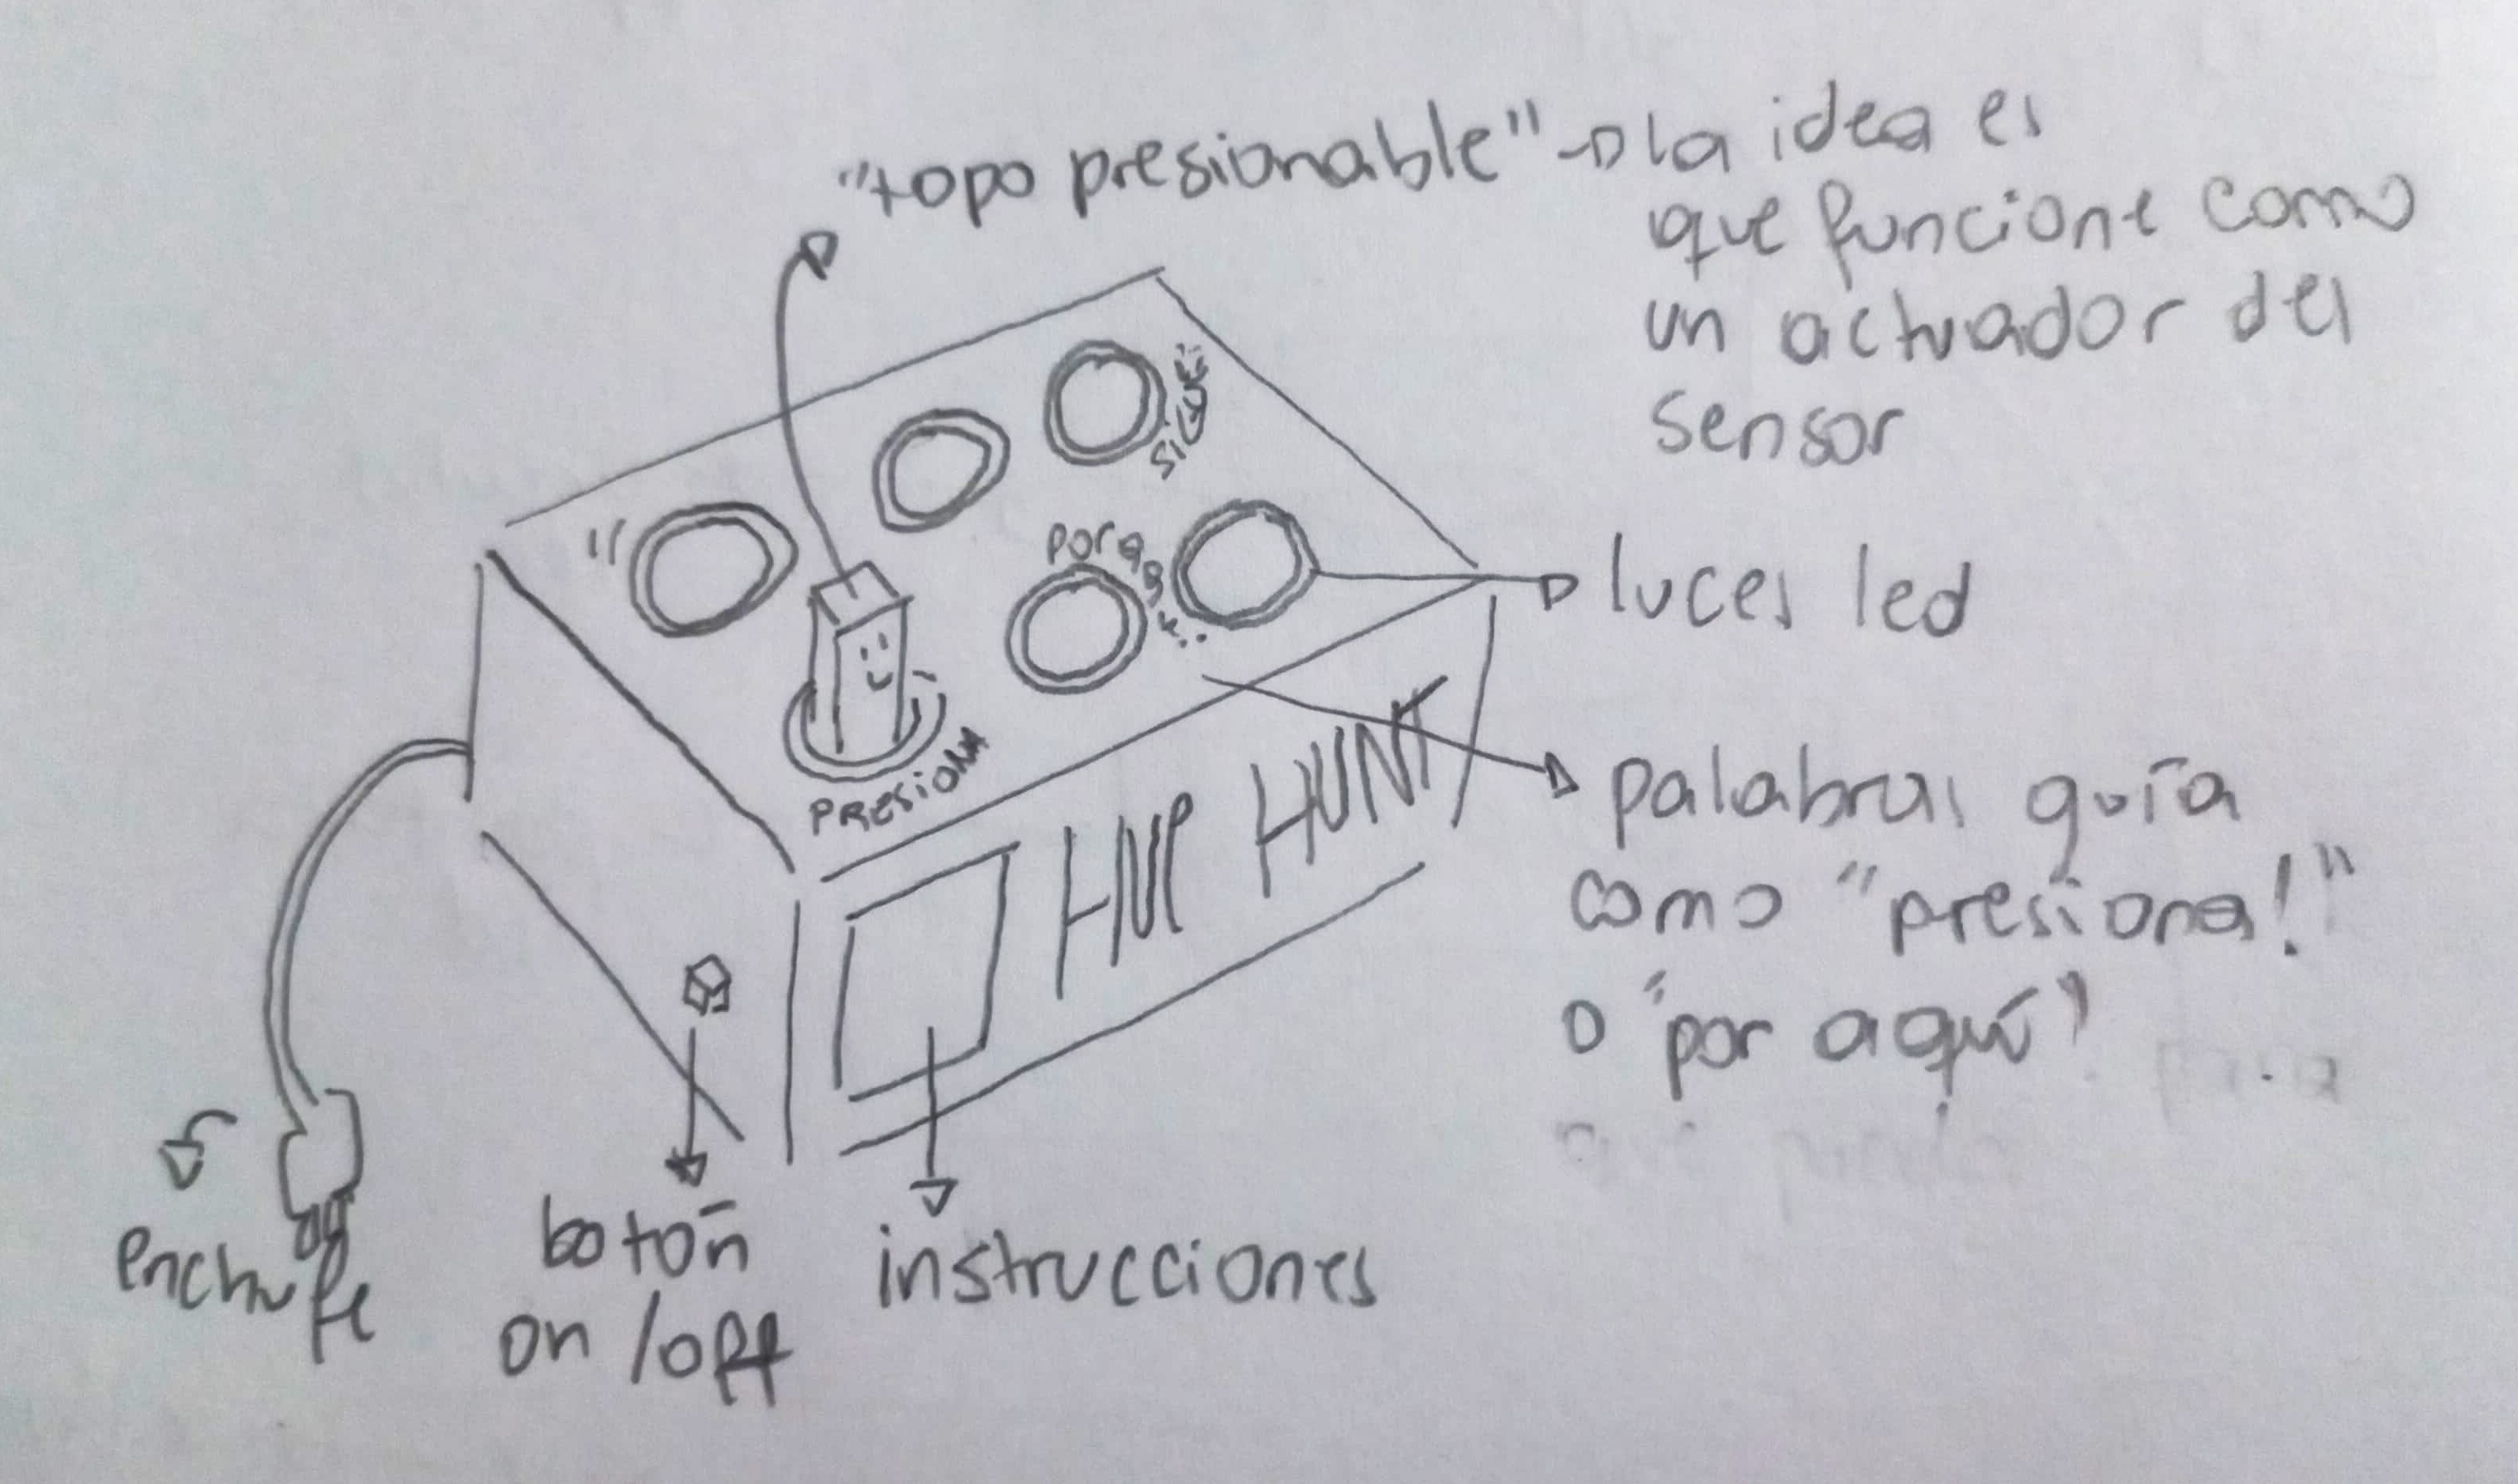 "topo presionable" → la idea es
que funcione como
un actuador del
sensor
SIGUE!
"
por aquí..
PRESIONA
luces led
palabras guía
como "presiona!"
o "por aquí"
HUNT
enchufe
botón
on/off
instrucciones